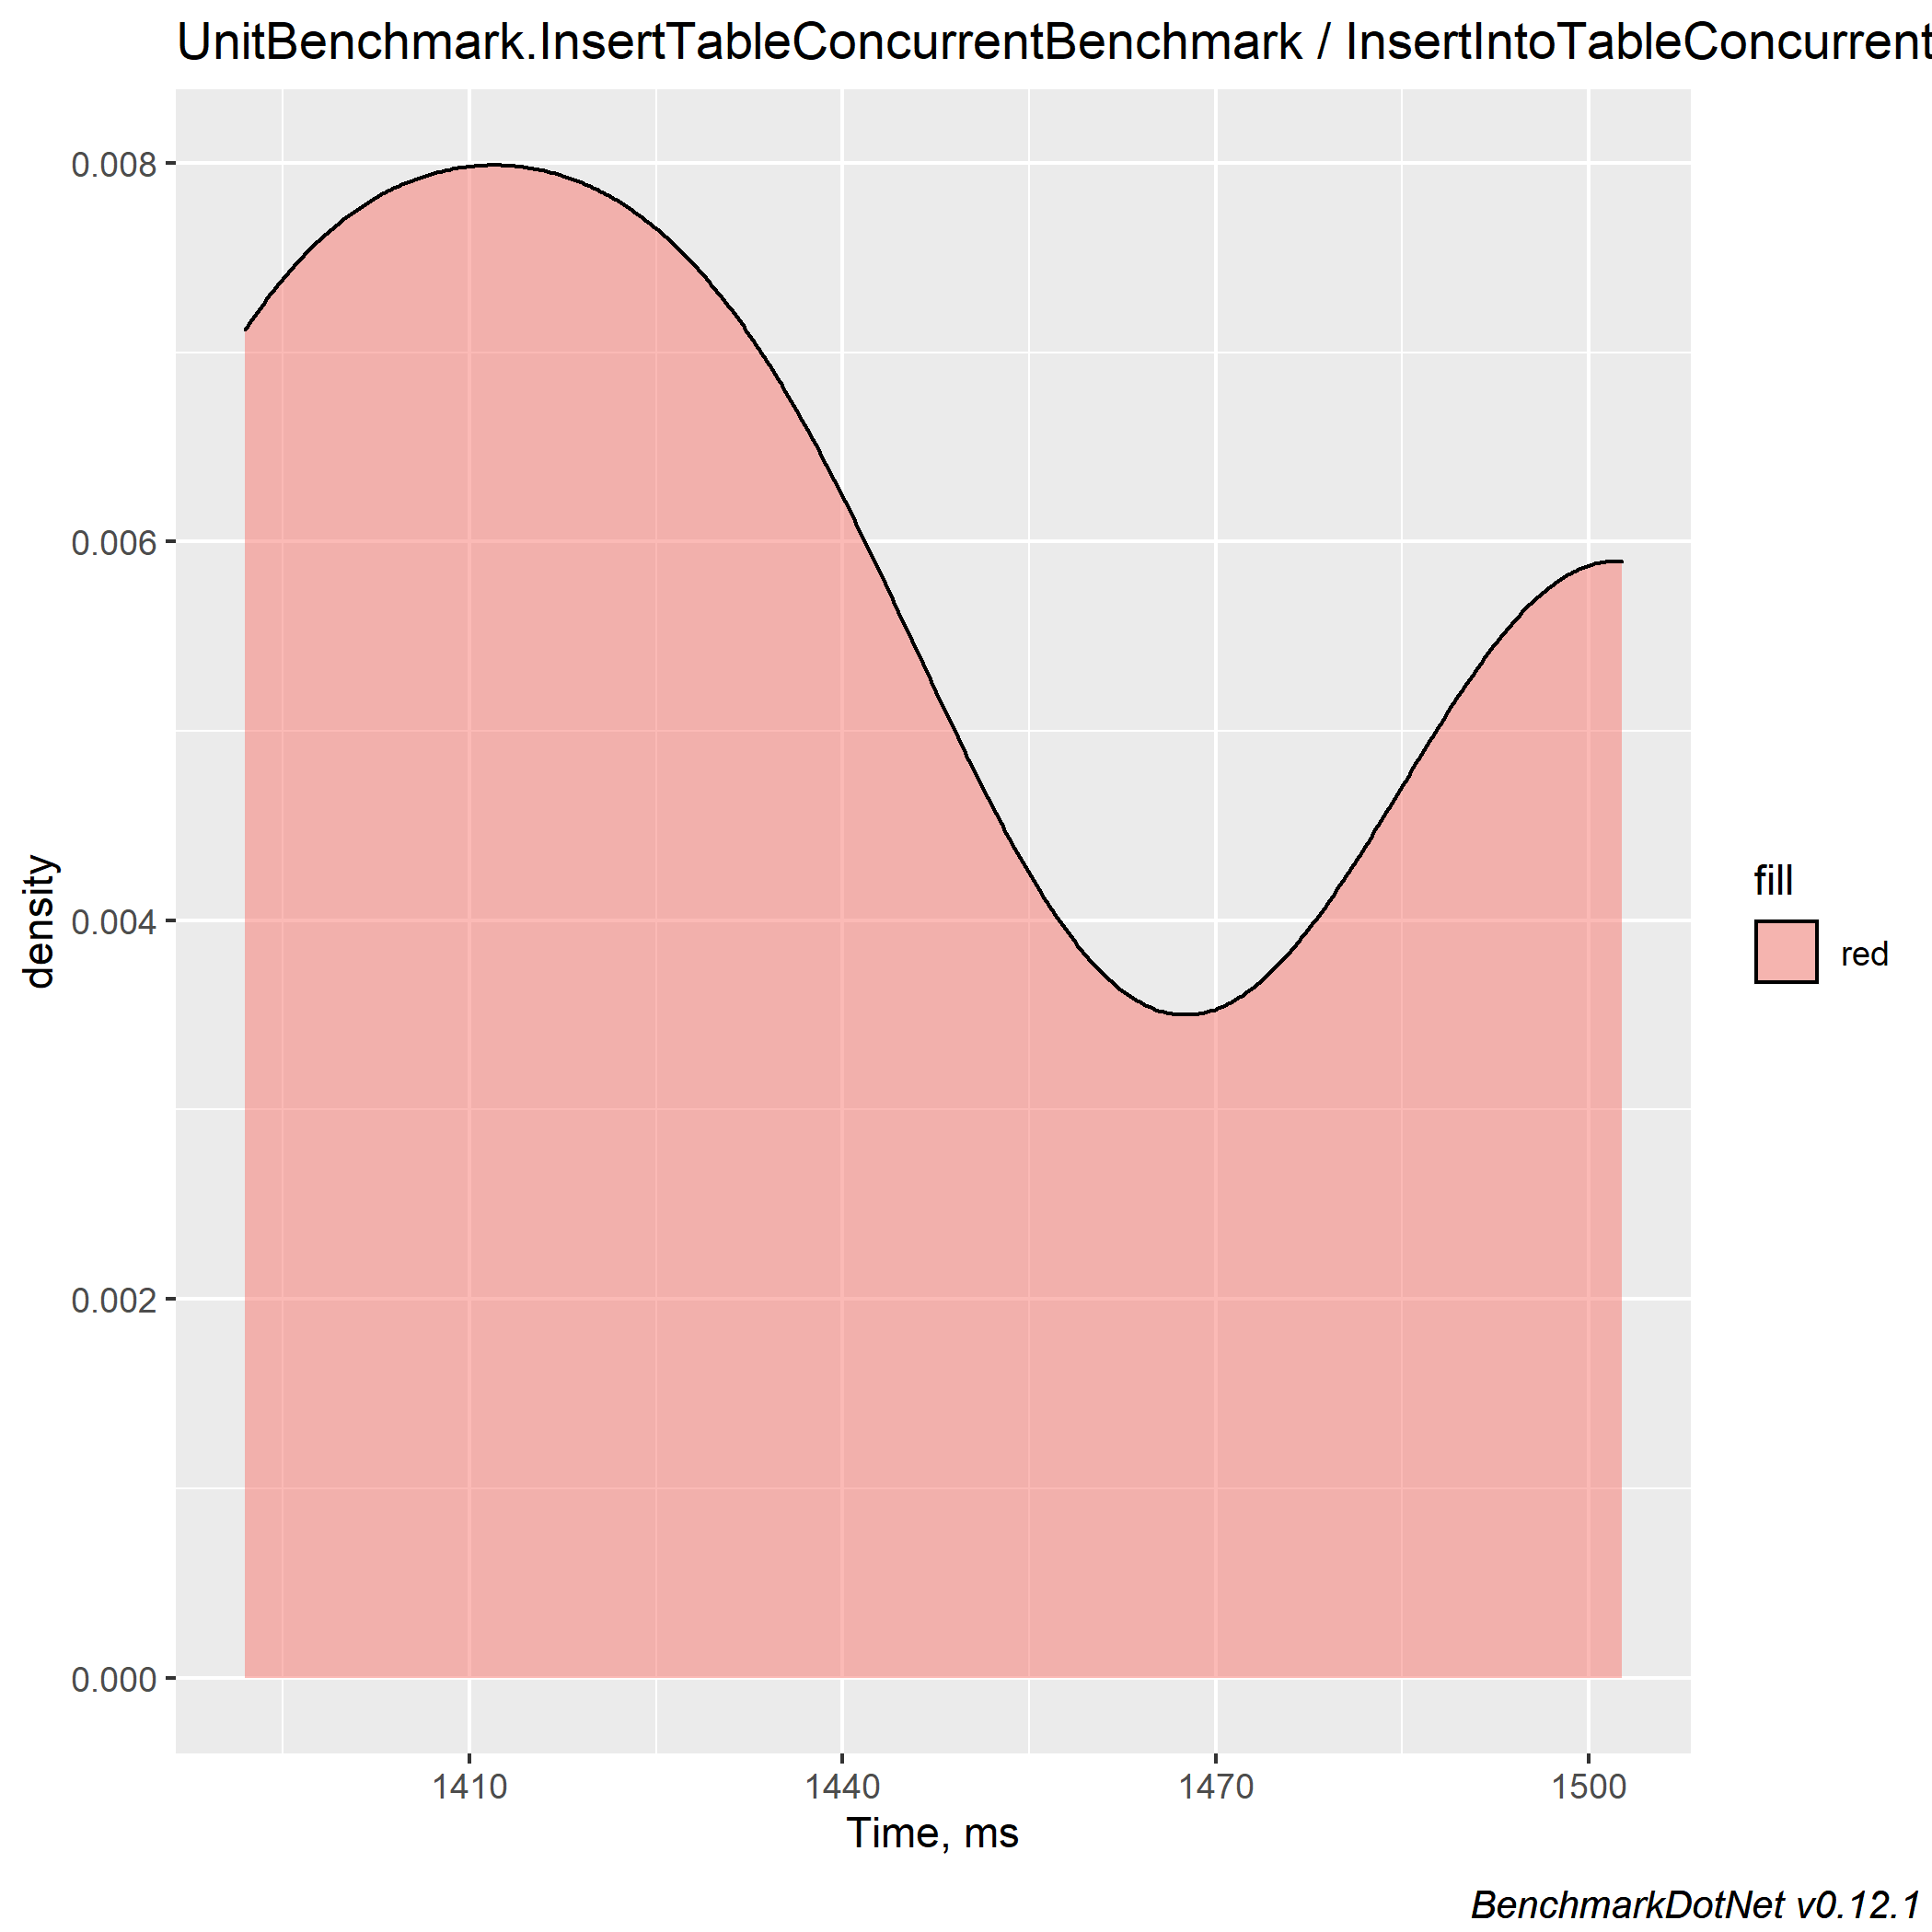 UnitBenchmark.InsertTableConcurrentBenchmark / InsertIntoTableConcurrent
0.008
0.006
0.004
0.002
0.000
density
1410 1440 1470 1500
Time, ms
fill
red
BenchmarkDotNet v0.12.1